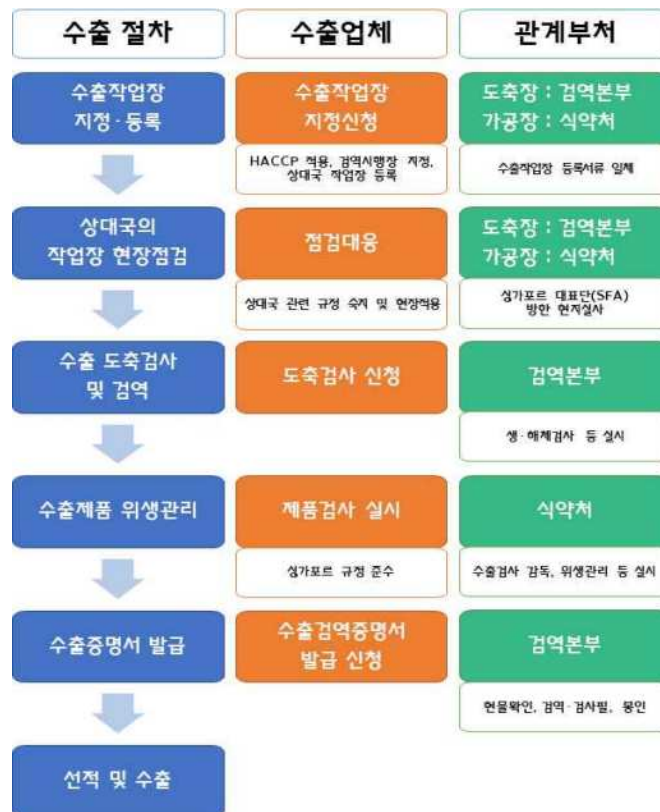 수출 절차
수출업체
관계부처
수출작업장
지정·등록
수출작업장
지정신청
HACCP 적용, 검역시행장 지정,
상대국 작업장 등록
도축장 : 검역본부
가공장 : 식약처
수출작업장 등록서류 일체
상대국의
작업장 현장점검
점검대응
상대국 관련 규정 숙지 및 현장적용
도축장 : 검역본부
가공장 : 식약처
싱가포르 대표단(SFA)
방한 현지실사
수출 도축검사
및 검역
도축검사 신청
검역본부
생·해체검사 등 실시
수출제품 위생관리
제품검사 실시
싱가포르 규정 준수
식약처
수출검사 감독, 위생관리 등 실시
수출증명서 발급
수출검역증명서
발급 신청
검역본부
현물확인, 검역·검사필, 봉인
선적 및 수출